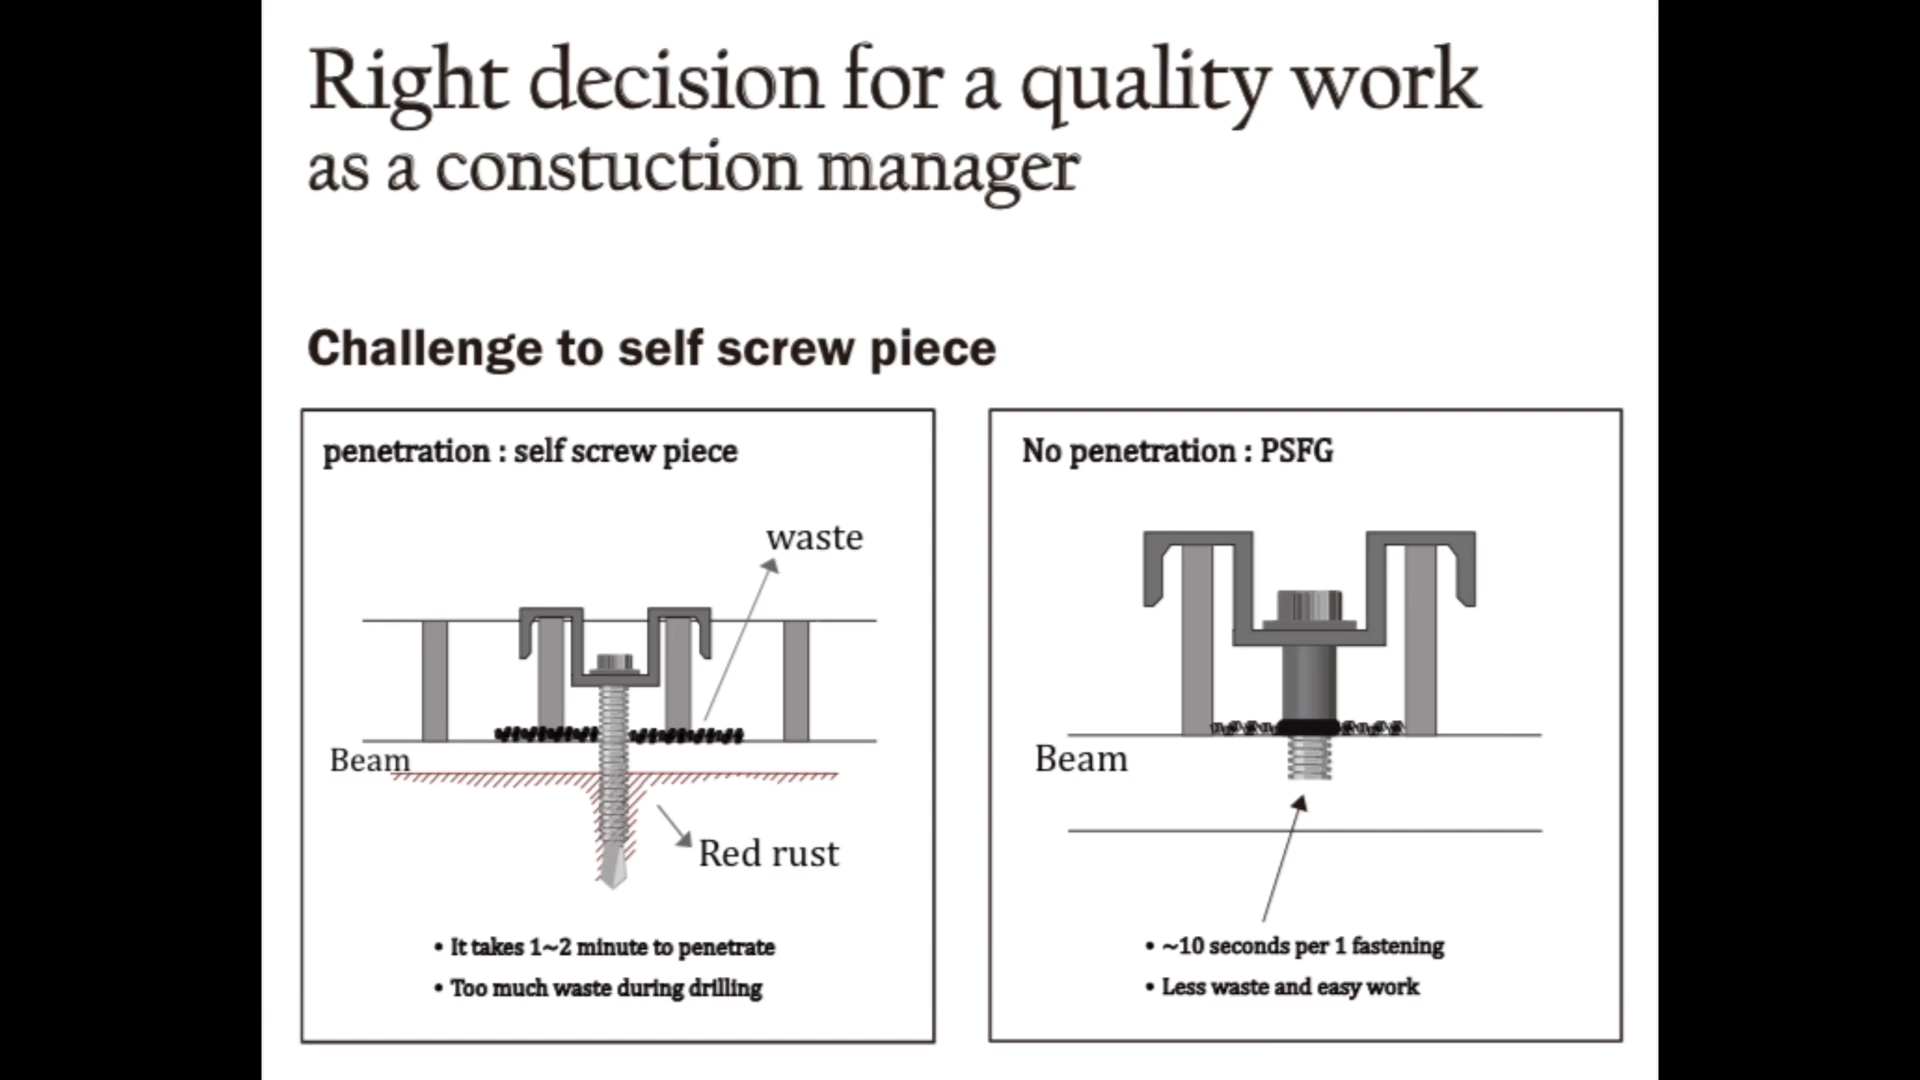 Right decision for a quality work
as a constuction manager
Challenge to self screw piece
penetration : self screw piece
waste
Beam
Red rust
• It takes 1~2 minute to penetrate
• Too much waste during drilling
No penetration : PSFG
Beam
• ~10 seconds per 1 fastening
• Less waste and easy work